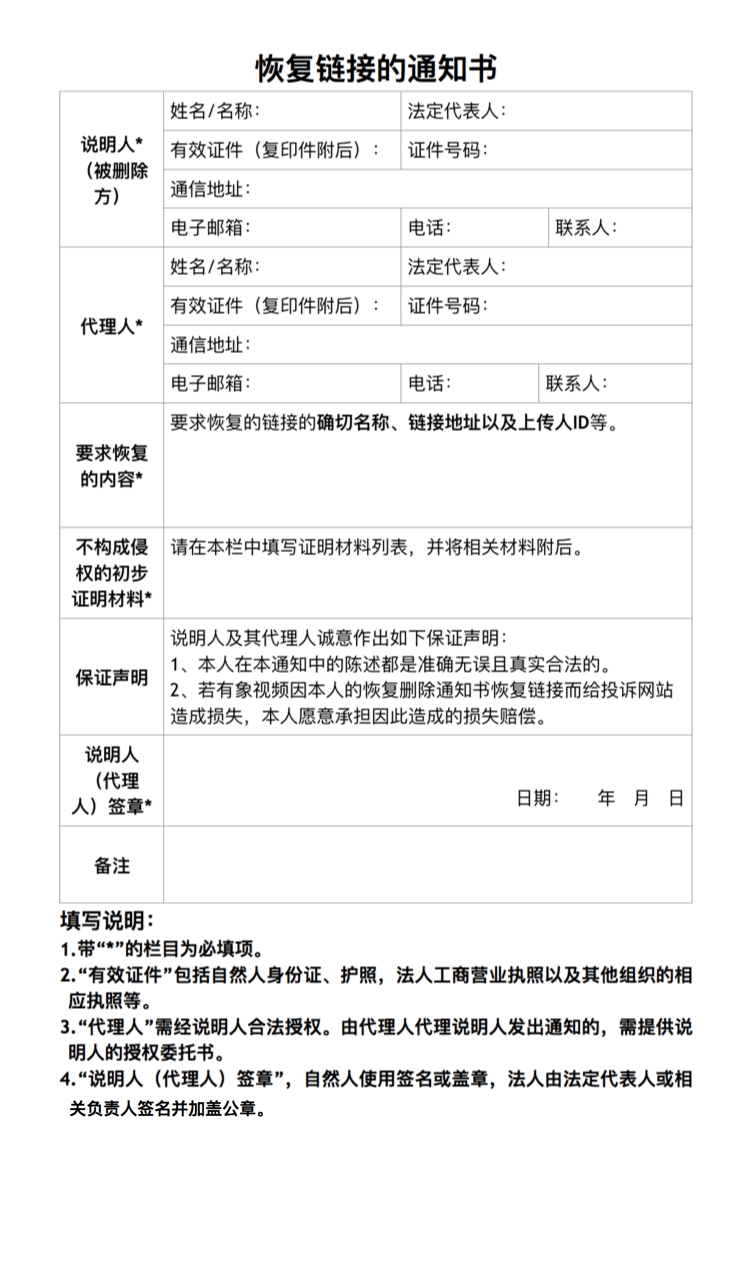 恢复链接的通知书
说明人*
（被删除
方）
姓名/名称：
法定代表人：
有效证件（复印件附后）：
证件号码：
通信地址：
电子邮箱：
电话：
联系人：
代理人*
姓名/名称：
法定代表人：
有效证件（复印件附后）：
证件号码：
通信地址：
电子邮箱：
电话：
联系人：
要求恢复
的内容*
要求恢复的链接的确切名称、链接地址以及上传人ID等。
不构成侵
权的初步
证明材料*
请在本栏中填写证明材料列表，并将相关材料附后。
保证声明
说明人及其代理人诚意作出如下保证声明：
1、本人在本通知中的陈述都是准确无误且真实合法的。
2、若有象视频因本人的恢复删除通知书恢复链接而给投诉网站
造成损失，本人愿意承担因此造成的损失赔偿。
说明人
（代理
人）签章*
日期： 年 月 日
备注
填写说明：
1.带“*”的栏目为必填项。
2.“有效证件”包括自然人身份证、护照，法人工商营业执照以及其他组织的相
应执照等。
3.“代理人”需经说明人合法授权。由代理人代理说明人发出通知的，需提供说
明人的授权委托书。
4.“说明人（代理人）签章”，自然人使用签名或盖章，法人由法定代表人或相
关负责人签名并加盖公章。